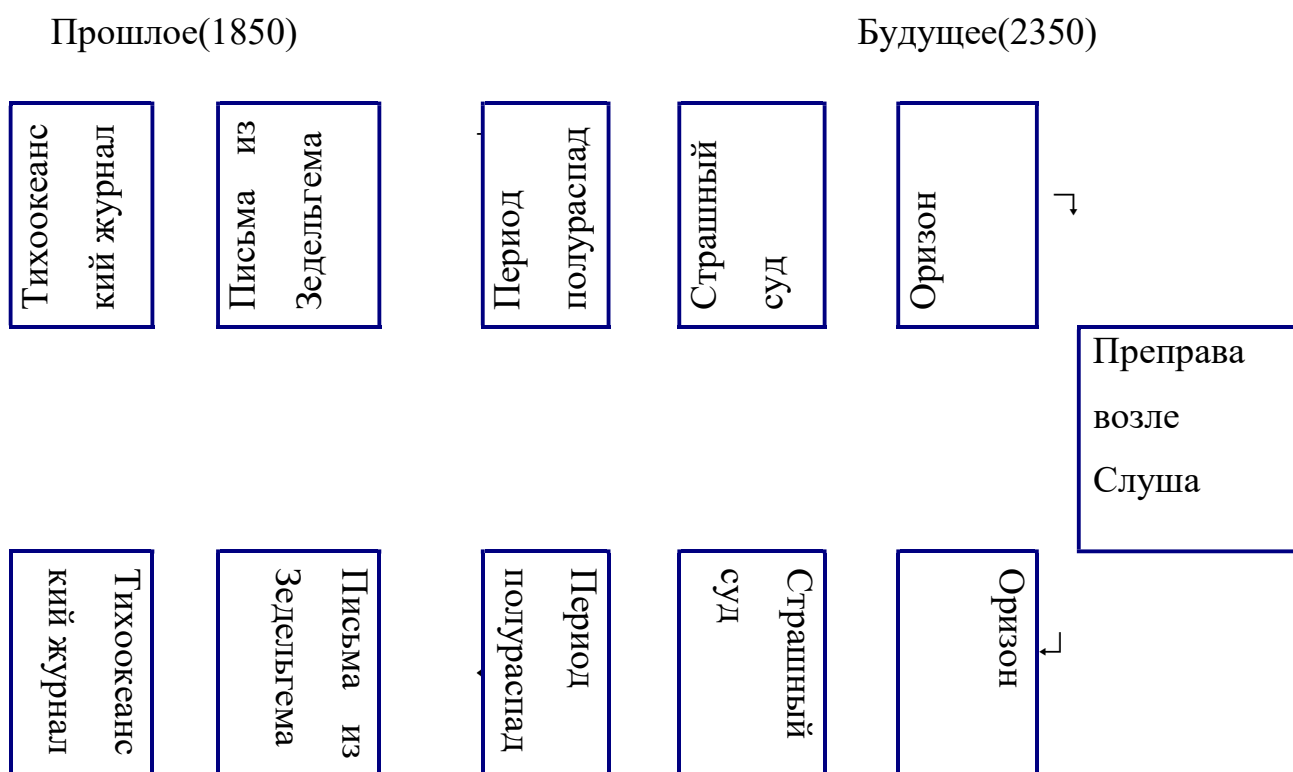 Прошлое(1850)
Будущее(2350)
Тихоокеанс
кий журнал
Письма из
Зедельгема
Период
полураспад
Страшный
суд
Оризон
Преправа
возле
Слуша
Тихоокеанс
кий журнал
Письма из
Зедельгема
Период
полураспад
Страшный
суд
Оризон